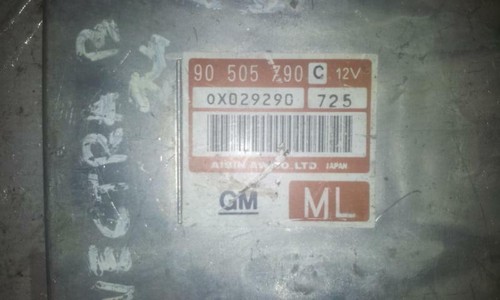 VECTRA B
90 505 790 C 12V
0X029290 725
AISIN AW CO.,LTD JAPAN
GM ML